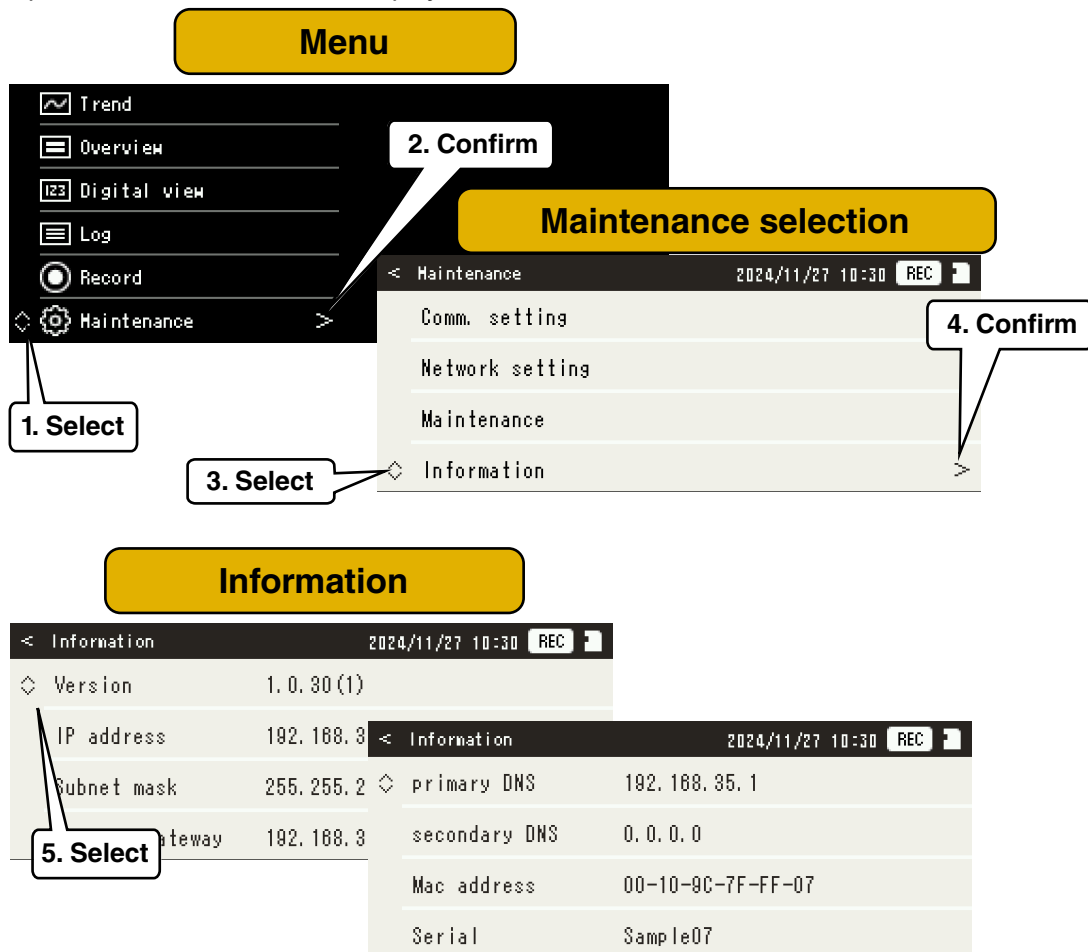 Menu
Trend
Overview
2. Confirm
123 Digital view
Maintenance selection
Log
Record
< Maintenance 2024/11/27 10:30 REC
Maintenance >
Comm. setting
4. Confirm
Network setting
1. Select
Maintenance
3. Select
Information >
Information
< Information 2024/11/27 10:30 REC
Version 1.0.30(1)
IP address 192.168.3
Subnet mask 255.255.2
192.168.3
5. Select
< Information 2024/11/27 10:30 REC
primary DNS 192.168.35.1
secondary DNS 0.0.0.0
Mac address 00-10-9C-7F-FF-07
Serial Sample07